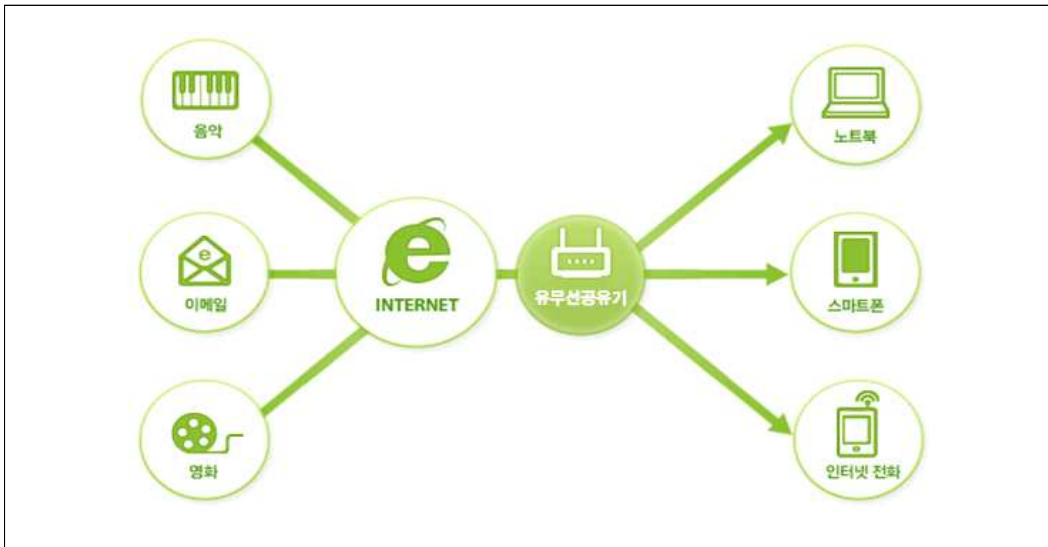 음악
노트북
이메일
INTERNET
유무선공유기
스마트폰
영화
인터넷 전화